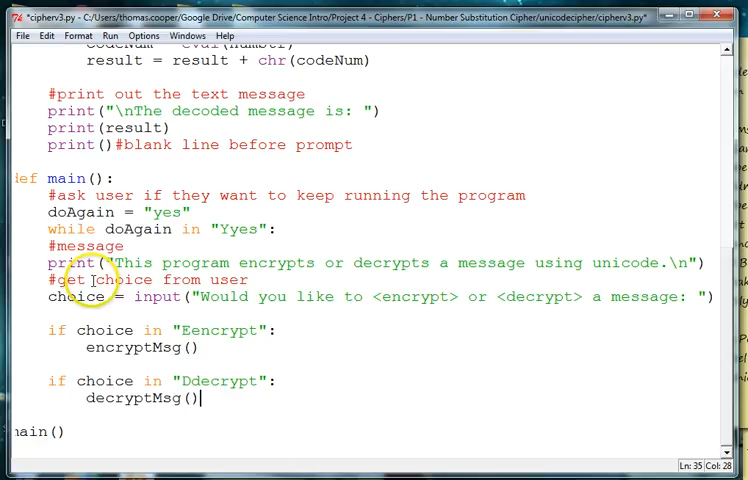 *cipherv3.py - C:/Users/thomas.cooper/Google Drive/Computer Science Intro/Project 4 - Ciphers/P1 - Number Substitution Cipher/unicodecipher/cipherv3.py*
File Edit Format Run Options Windows Help
codeNum = eval(numStr)
result = result + chr(codeNum)
#print out the text message
print("\nThe decoded message is: ")
print(result)
print()#blank line before prompt
def main():
#ask user if they want to keep running the program
doAgain = "yes"
while doAgain in "Yyes":
#message
print("This program encrypts or decrypts a message using unicode.\n")
#get choice from user
choice = input("Would you like to <encrypt> or <decrypt> a message: ")
if choice in "Eencrypt":
encryptMsg()
if choice in "Ddecrypt":
decryptMsg()
main()
Ln: 35 Col: 28